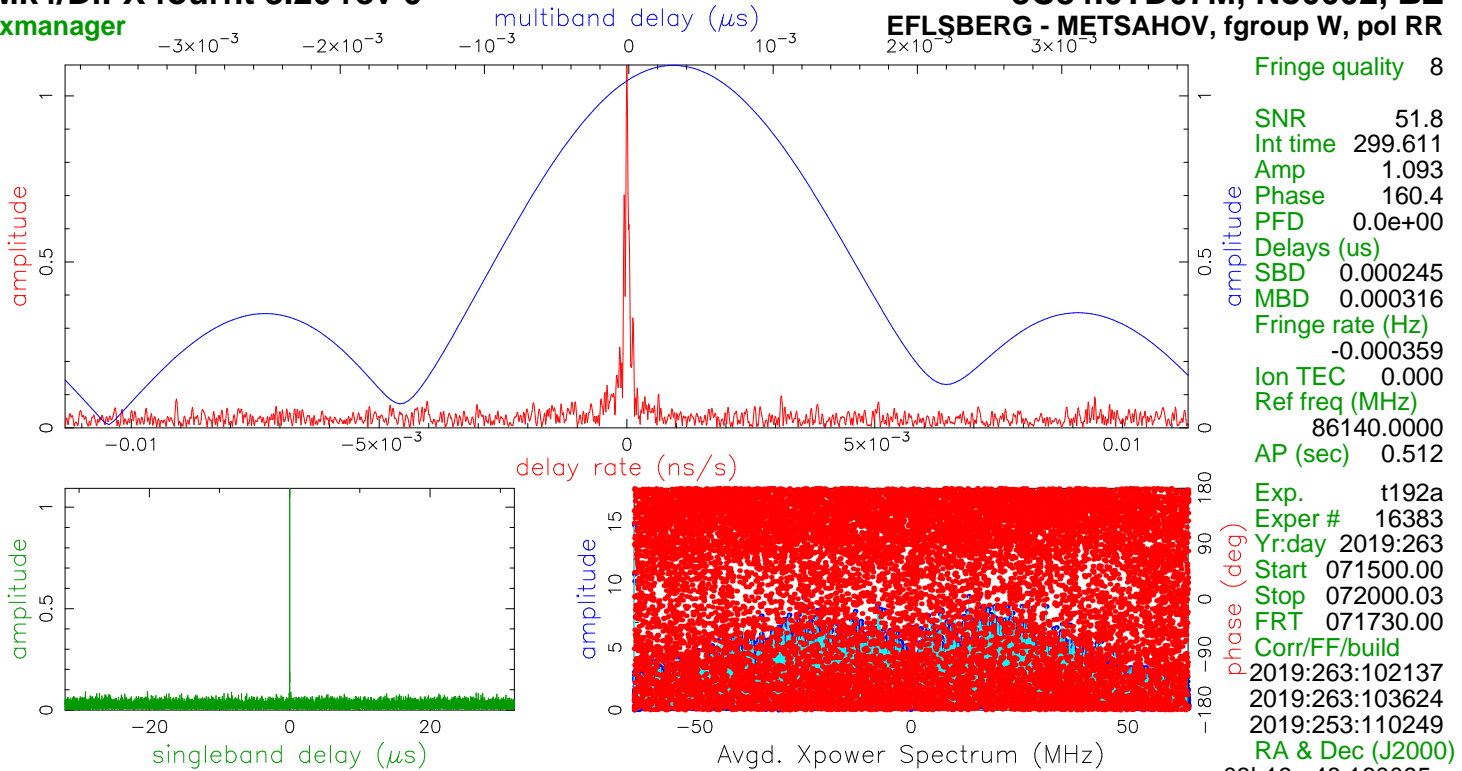 xmanager
EFLSBERG - METSAHOV, fgroup W, pol RR
multiband delay (μs)
−3×10⁻³ −2×10⁻³ −10⁻³ 0 10⁻³ 2×10⁻³ 3×10⁻³
amplitude
0 0.5 1
amplitude
0 0.5 1
−0.01 −5×10⁻³ 0 5×10⁻³ 0.01
delay rate (ns/s)
Fringe quality 8
SNR 51.8
Int time 299.611
Amp 1.093
Phase 160.4
PFD 0.0e+00
Delays (us)
SBD 0.000245
MBD 0.000316
Fringe rate (Hz)
-0.000359
Ion TEC 0.000
Ref freq (MHz)
86140.0000
AP (sec) 0.512
Exp. t192a
Exper # 16383
Yr:day 2019:263
Start 071500.00
Stop 072000.03
FRT 071730.00
Corr/FF/build
2019:263:102137
2019:263:103624
2019:253:110249
RA & Dec (J2000)
amplitude
0 0.5 1
−20 0 20
singleband delay (μs)
amplitude
0 5 10 15
phase (deg)
−180 −90 0 90 180
−50 0 50
Avgd. Xpower Spectrum (MHz)